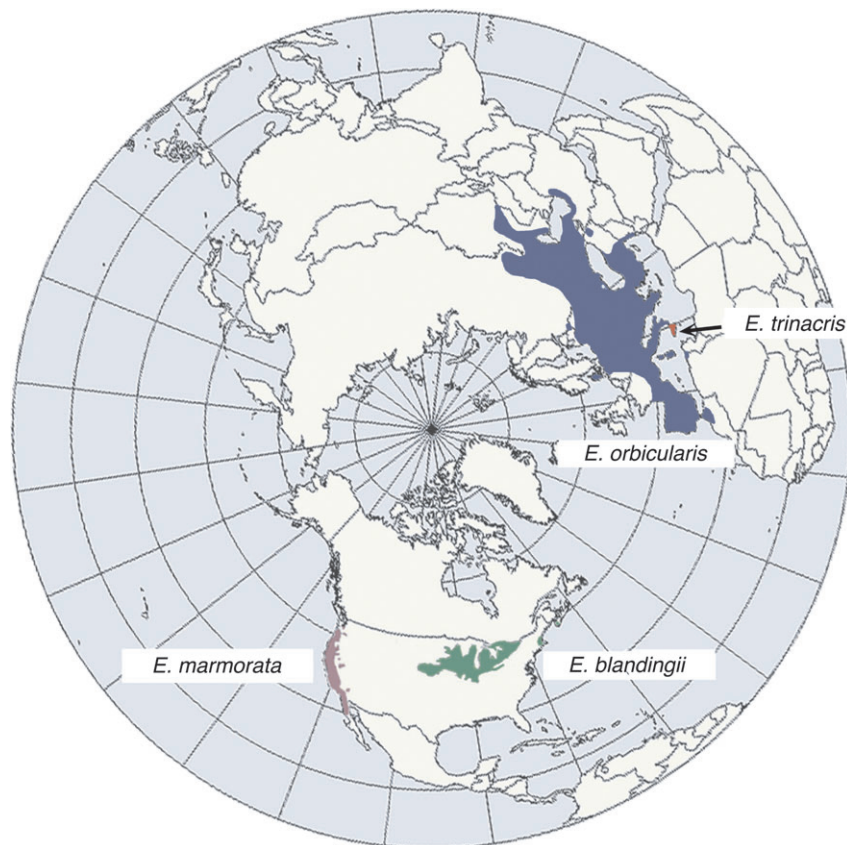 E. trinacris
E. orbicularis
E. marmorata
E. blandingii